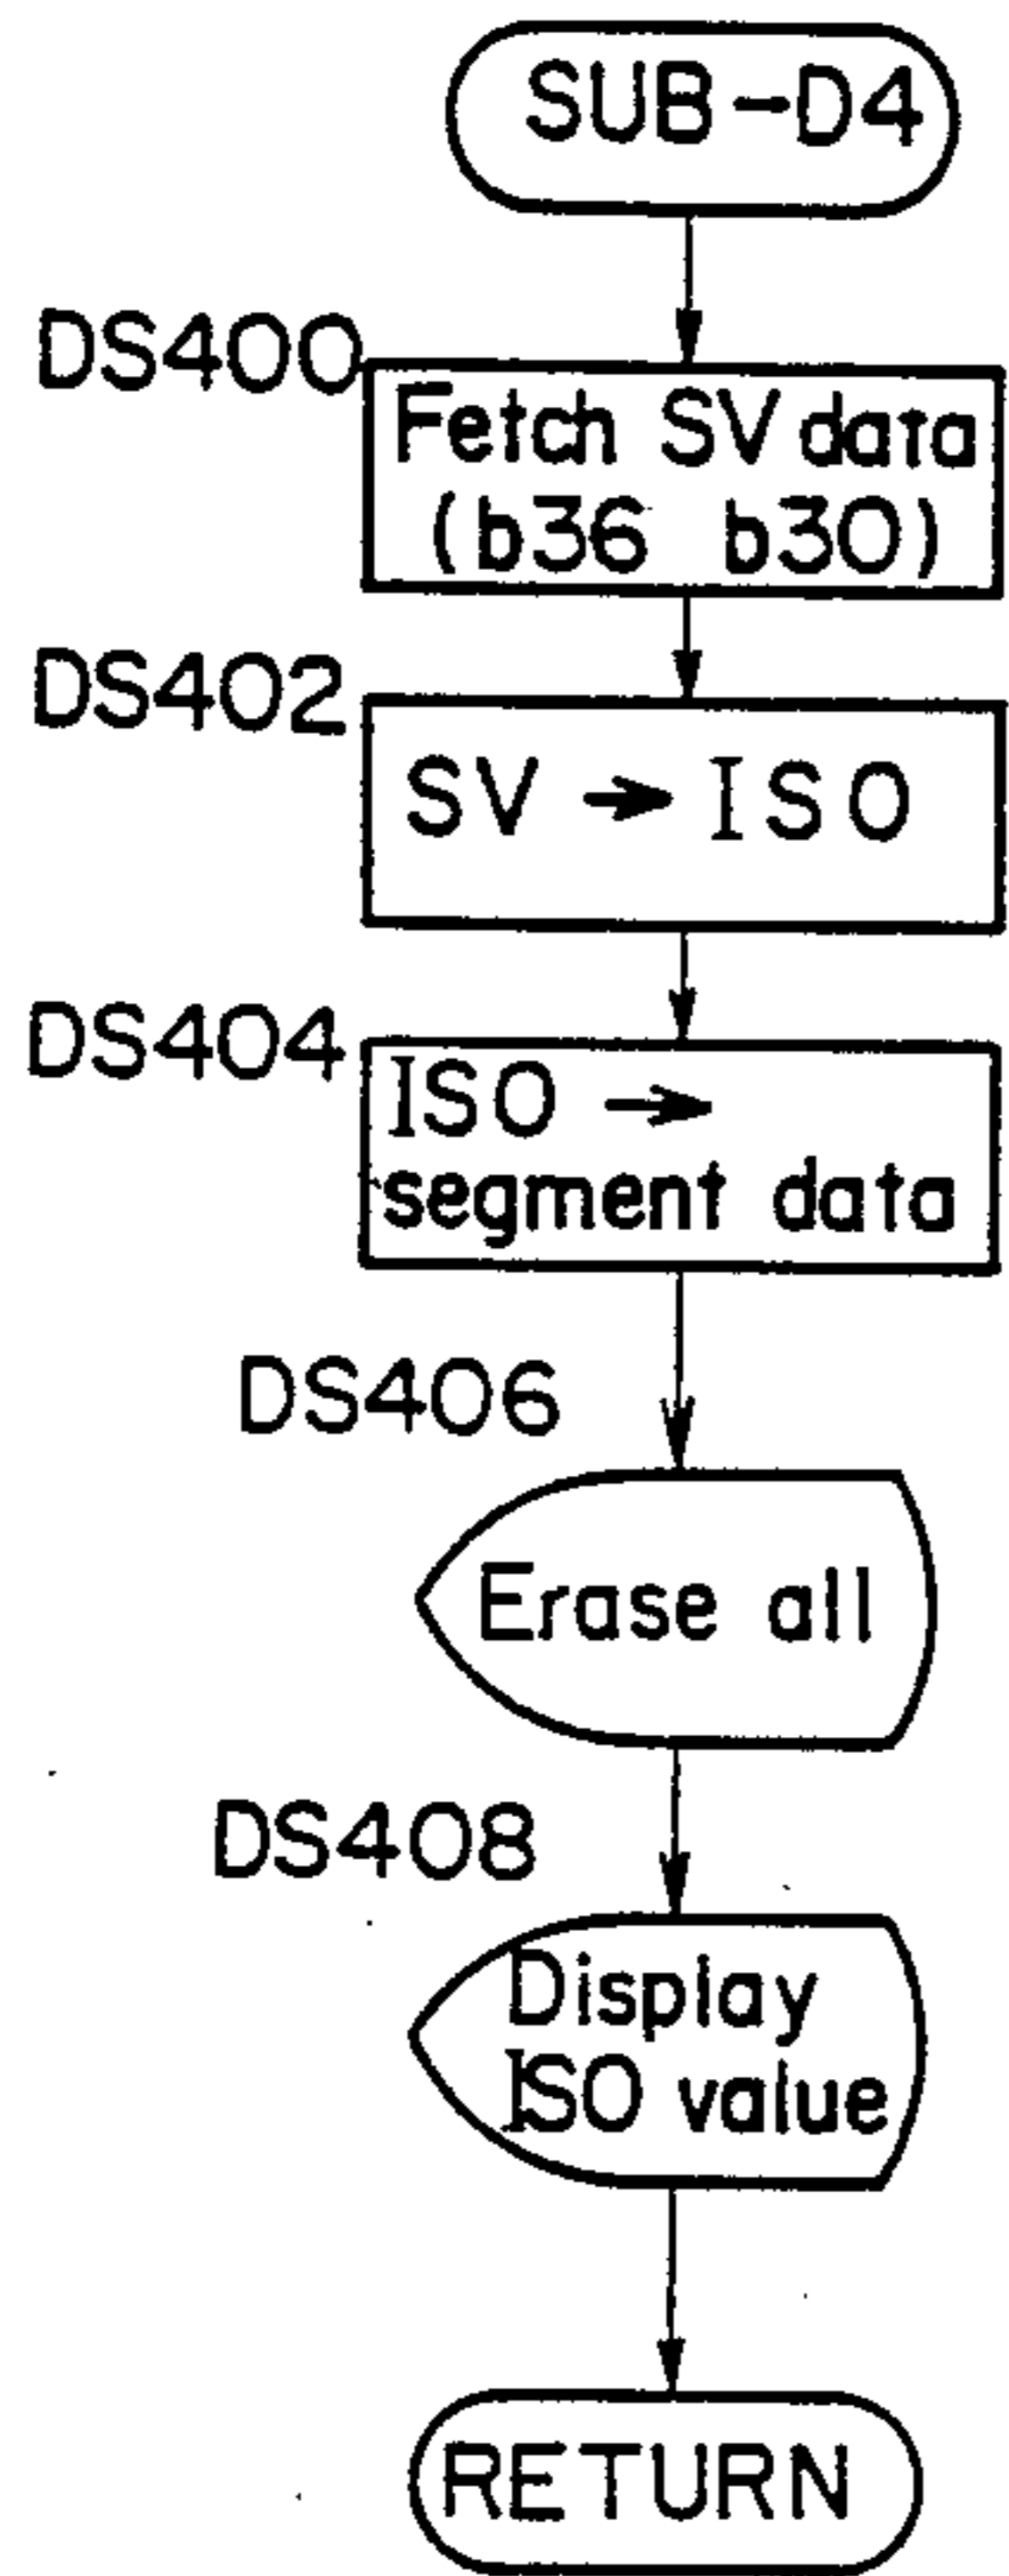 SUB-D4
DS400
Fetch SV data
(b36 b30)
DS402
SV → ISO
DS404
ISO →
segment data
DS406
Erase all
DS408
Display
ISO value
RETURN